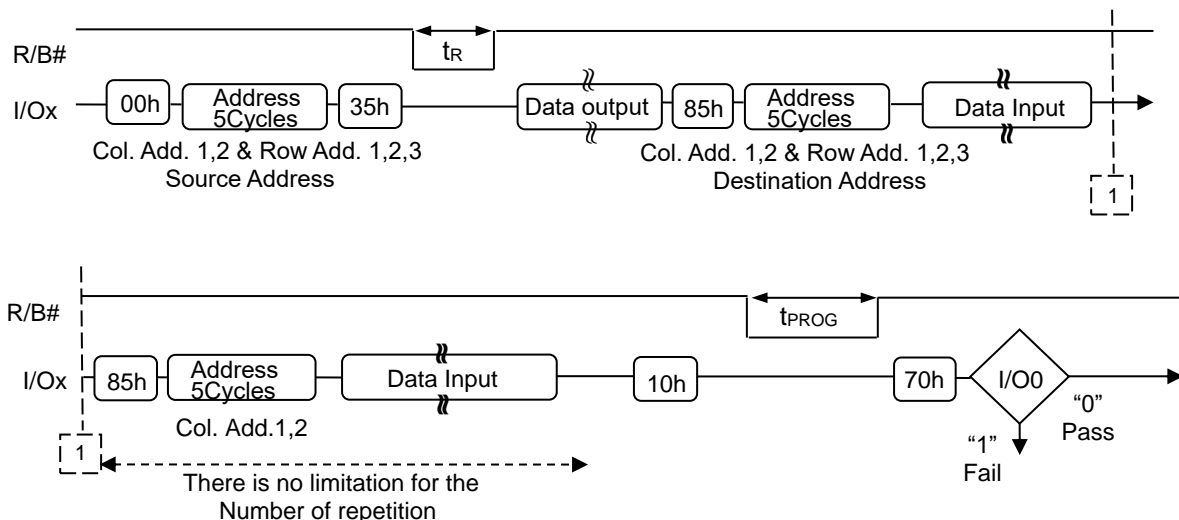 R/B#
tR
I/Ox
00h
Address
5Cycles
35h
Data output
85h
Address
5Cycles
Data Input
Col. Add. 1,2 & Row Add. 1,2,3
Source Address
Col. Add. 1,2 & Row Add. 1,2,3
Destination Address
1
R/B#
tPROG
I/Ox
85h
Address
5Cycles
Data Input
10h
70h
I/O0
Col. Add.1,2
“0”
Pass
“1”
Fail
1
There is no limitation for the
Number of repetition